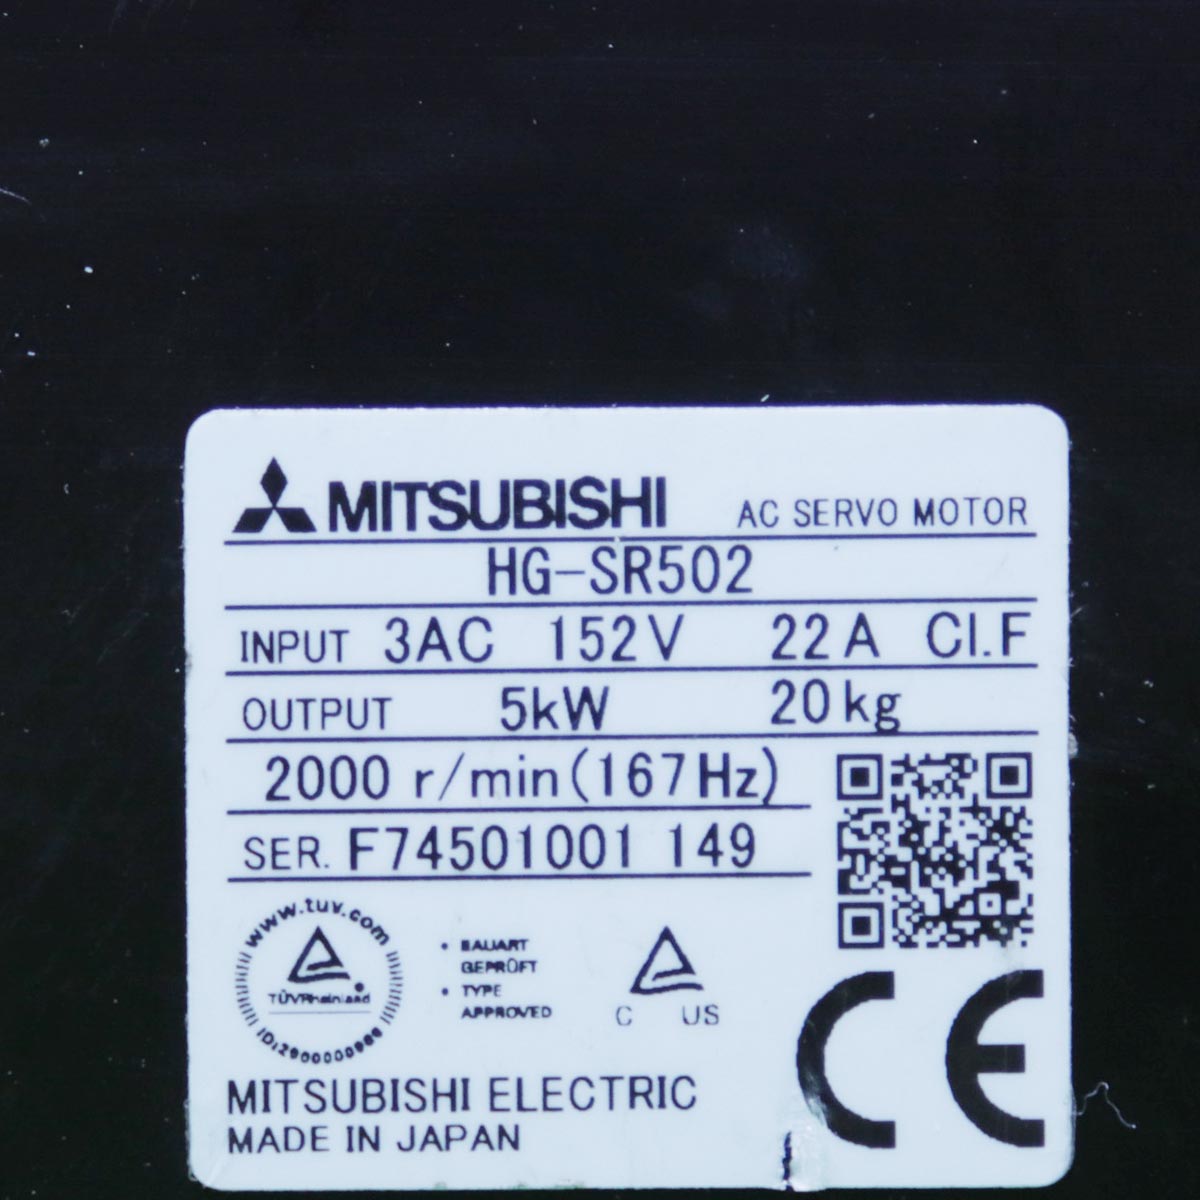 MITSUBISHI AC SERVO MOTOR
HG-SR502
INPUT 3AC 152V 22A Cl.F
OUTPUT 5kW 20kg
2000 r/min(167Hz)
SER. F74501001 149
www.tuv.com
TÜVRheinland
• BAUART
GEPRÜFT
• TYPE
APPROVED
C US
CE
MITSUBISHI ELECTRIC
MADE IN JAPAN